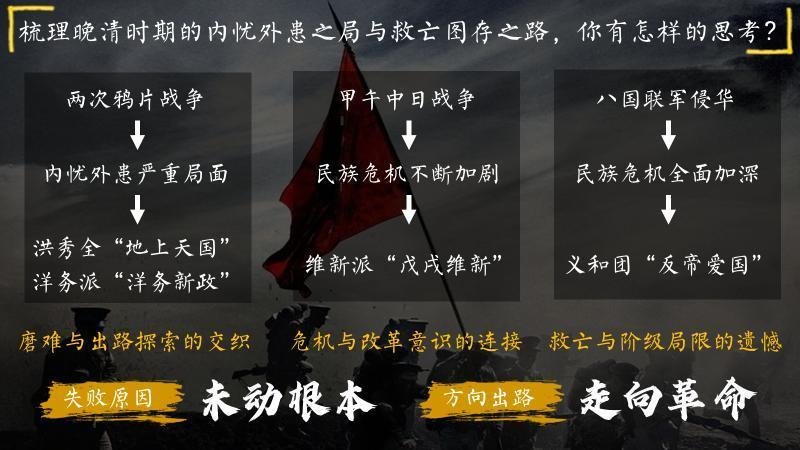 梳理晚清时期的内忧外患之局与救亡图存之路，你有怎样的思考？
两次鸦片战争
内忧外患严重局面
洪秀全“地上天国”
洋务派“洋务新政”
甲午中日战争
民族危机不断加剧
维新派“戊戌维新”
八国联军侵华
民族危机全面加深
义和团“反帝爱国”
磨难与出路探索的交织
危机与改革意识的连接
救亡与阶级局限的遗憾
失败原因
未动根本
方向出路
走向革命